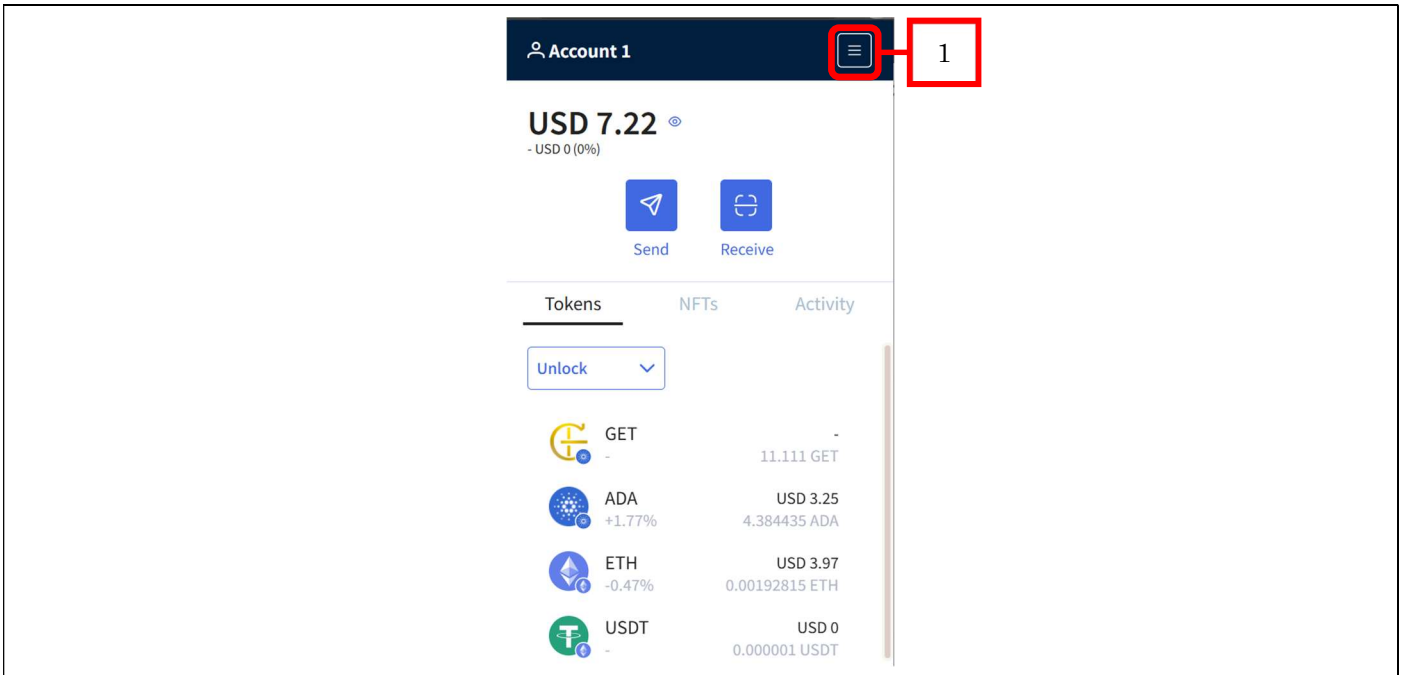 Account 1
1
USD 7.22
- USD 0 (0%)
Send Receive
Tokens NFTs Activity
Unlock
GET -
- 11.111 GET
ADA USD 3.25
+1.77% 4.384435 ADA
ETH USD 3.97
-0.47% 0.00192815 ETH
USDT USD 0
- 0.000001 USDT